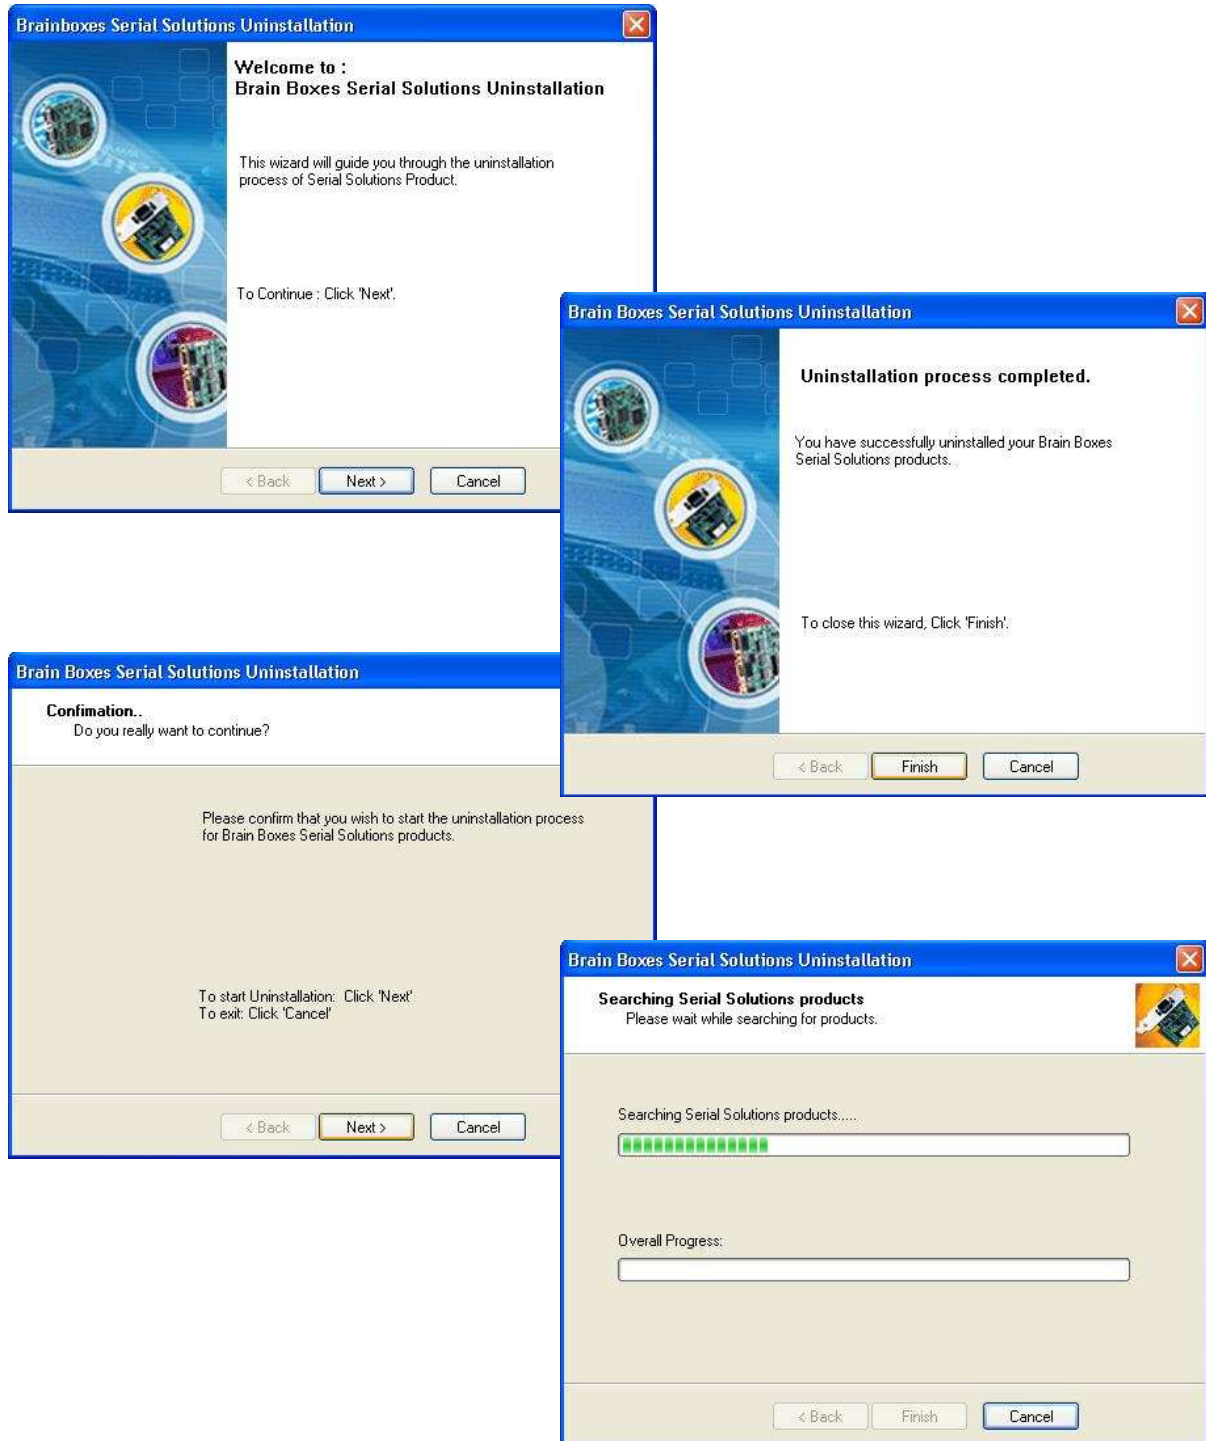 Brainboxes Serial Solutions Uninstallation
Welcome to :
Brain Boxes Serial Solutions Uninstallation
This wizard will guide you through the uninstallation
process of Serial Solutions Product.
To Continue : Click 'Next'.
< Back
Next >
Cancel
Brain Boxes Serial Solutions Uninstallation
Uninstallation process completed.
You have successfully uninstalled your Brain Boxes
Serial Solutions products.
To close this wizard, Click 'Finish'.
< Back
Finish
Cancel
Brain Boxes Serial Solutions Uninstallation
Confimation..
Do you really want to continue?
Please confirm that you wish to start the uninstallation process
for Brain Boxes Serial Solutions products.
To start Uninstallation: Click 'Next'
To exit: Click 'Cancel'
< Back
Next >
Cancel
Brain Boxes Serial Solutions Uninstallation
Searching Serial Solutions products
Please wait while searching for products.
Searching Serial Solutions products.....
Overall Progress:
< Back
Finish
Cancel